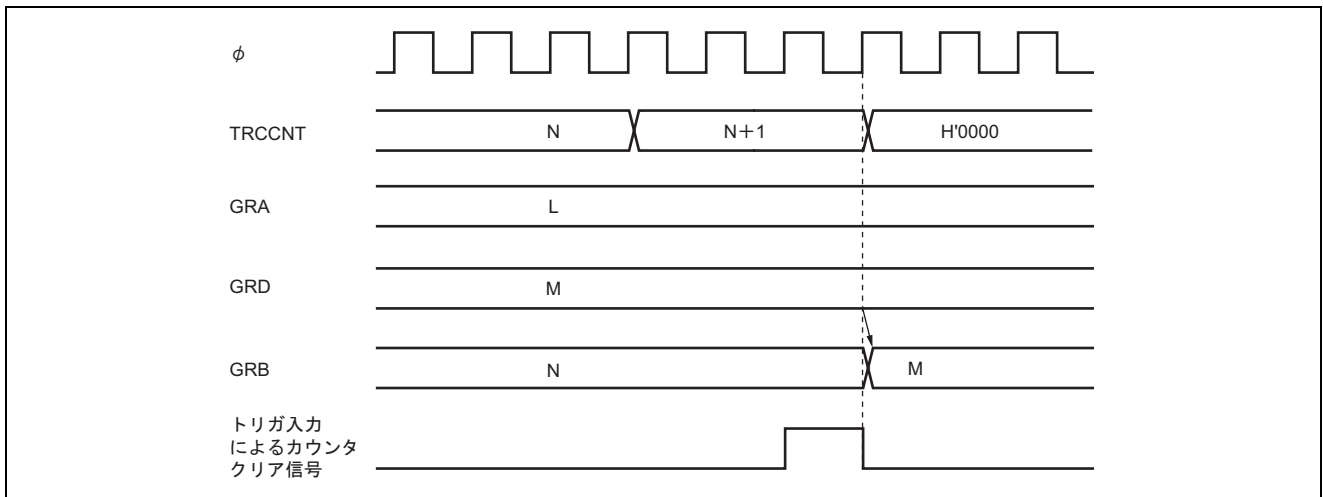 φ
TRCCNT N N+1 H'0000
GRA L
GRD M
GRB N M
トリガ入力
によるカウンタ
クリア信号